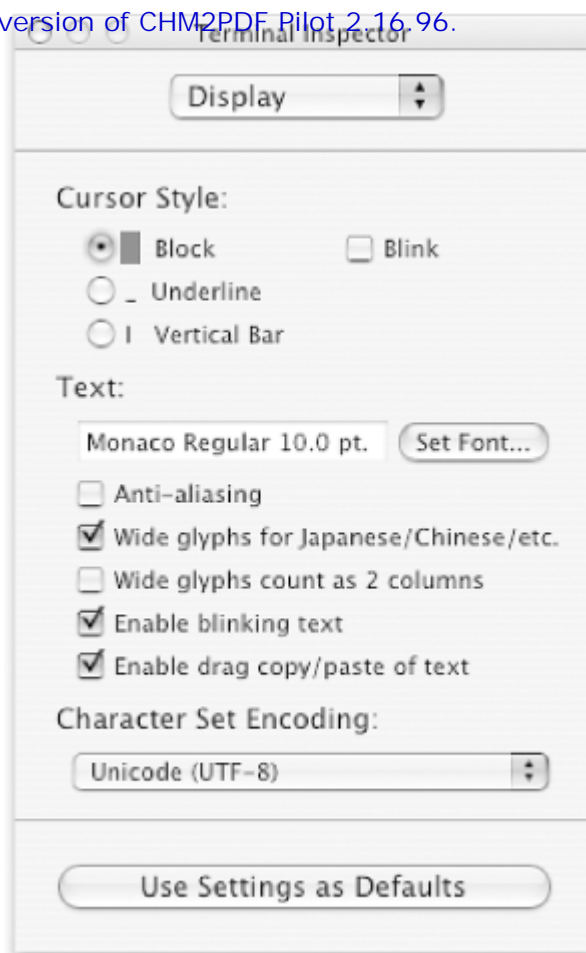 version of CHM2PDF Pilot 2.16.96.
Terminal Inspector
Display
Cursor Style:
Block Blink
_ Underline
| Vertical Bar
Text:
Monaco Regular 10.0 pt. Set Font...
Anti-aliasing
Wide glyphs for Japanese/Chinese/etc.
Wide glyphs count as 2 columns
Enable blinking text
Enable drag copy/paste of text
Character Set Encoding:
Unicode (UTF-8)
Use Settings as Defaults